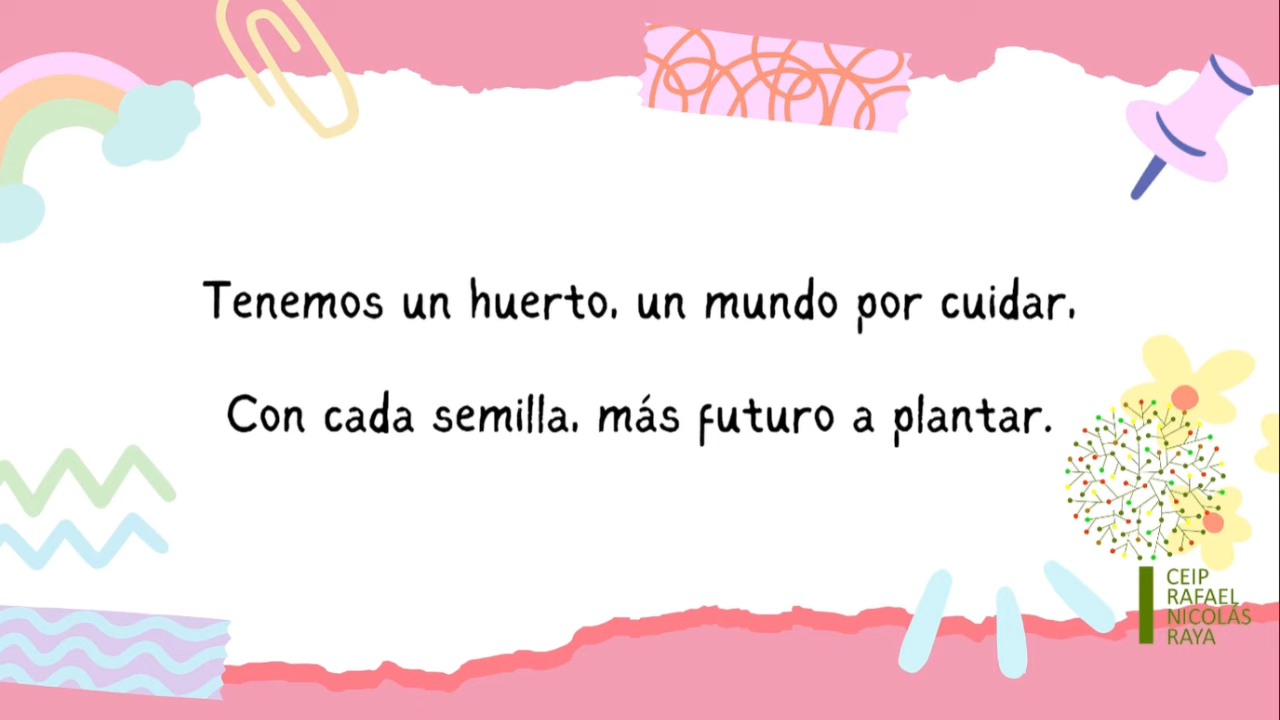 Tenemos un huerto, un mundo por cuidar,
Con cada semilla, más futuro a plantar.
CEIP
RAFAEL
NICOLÁS
RAYA